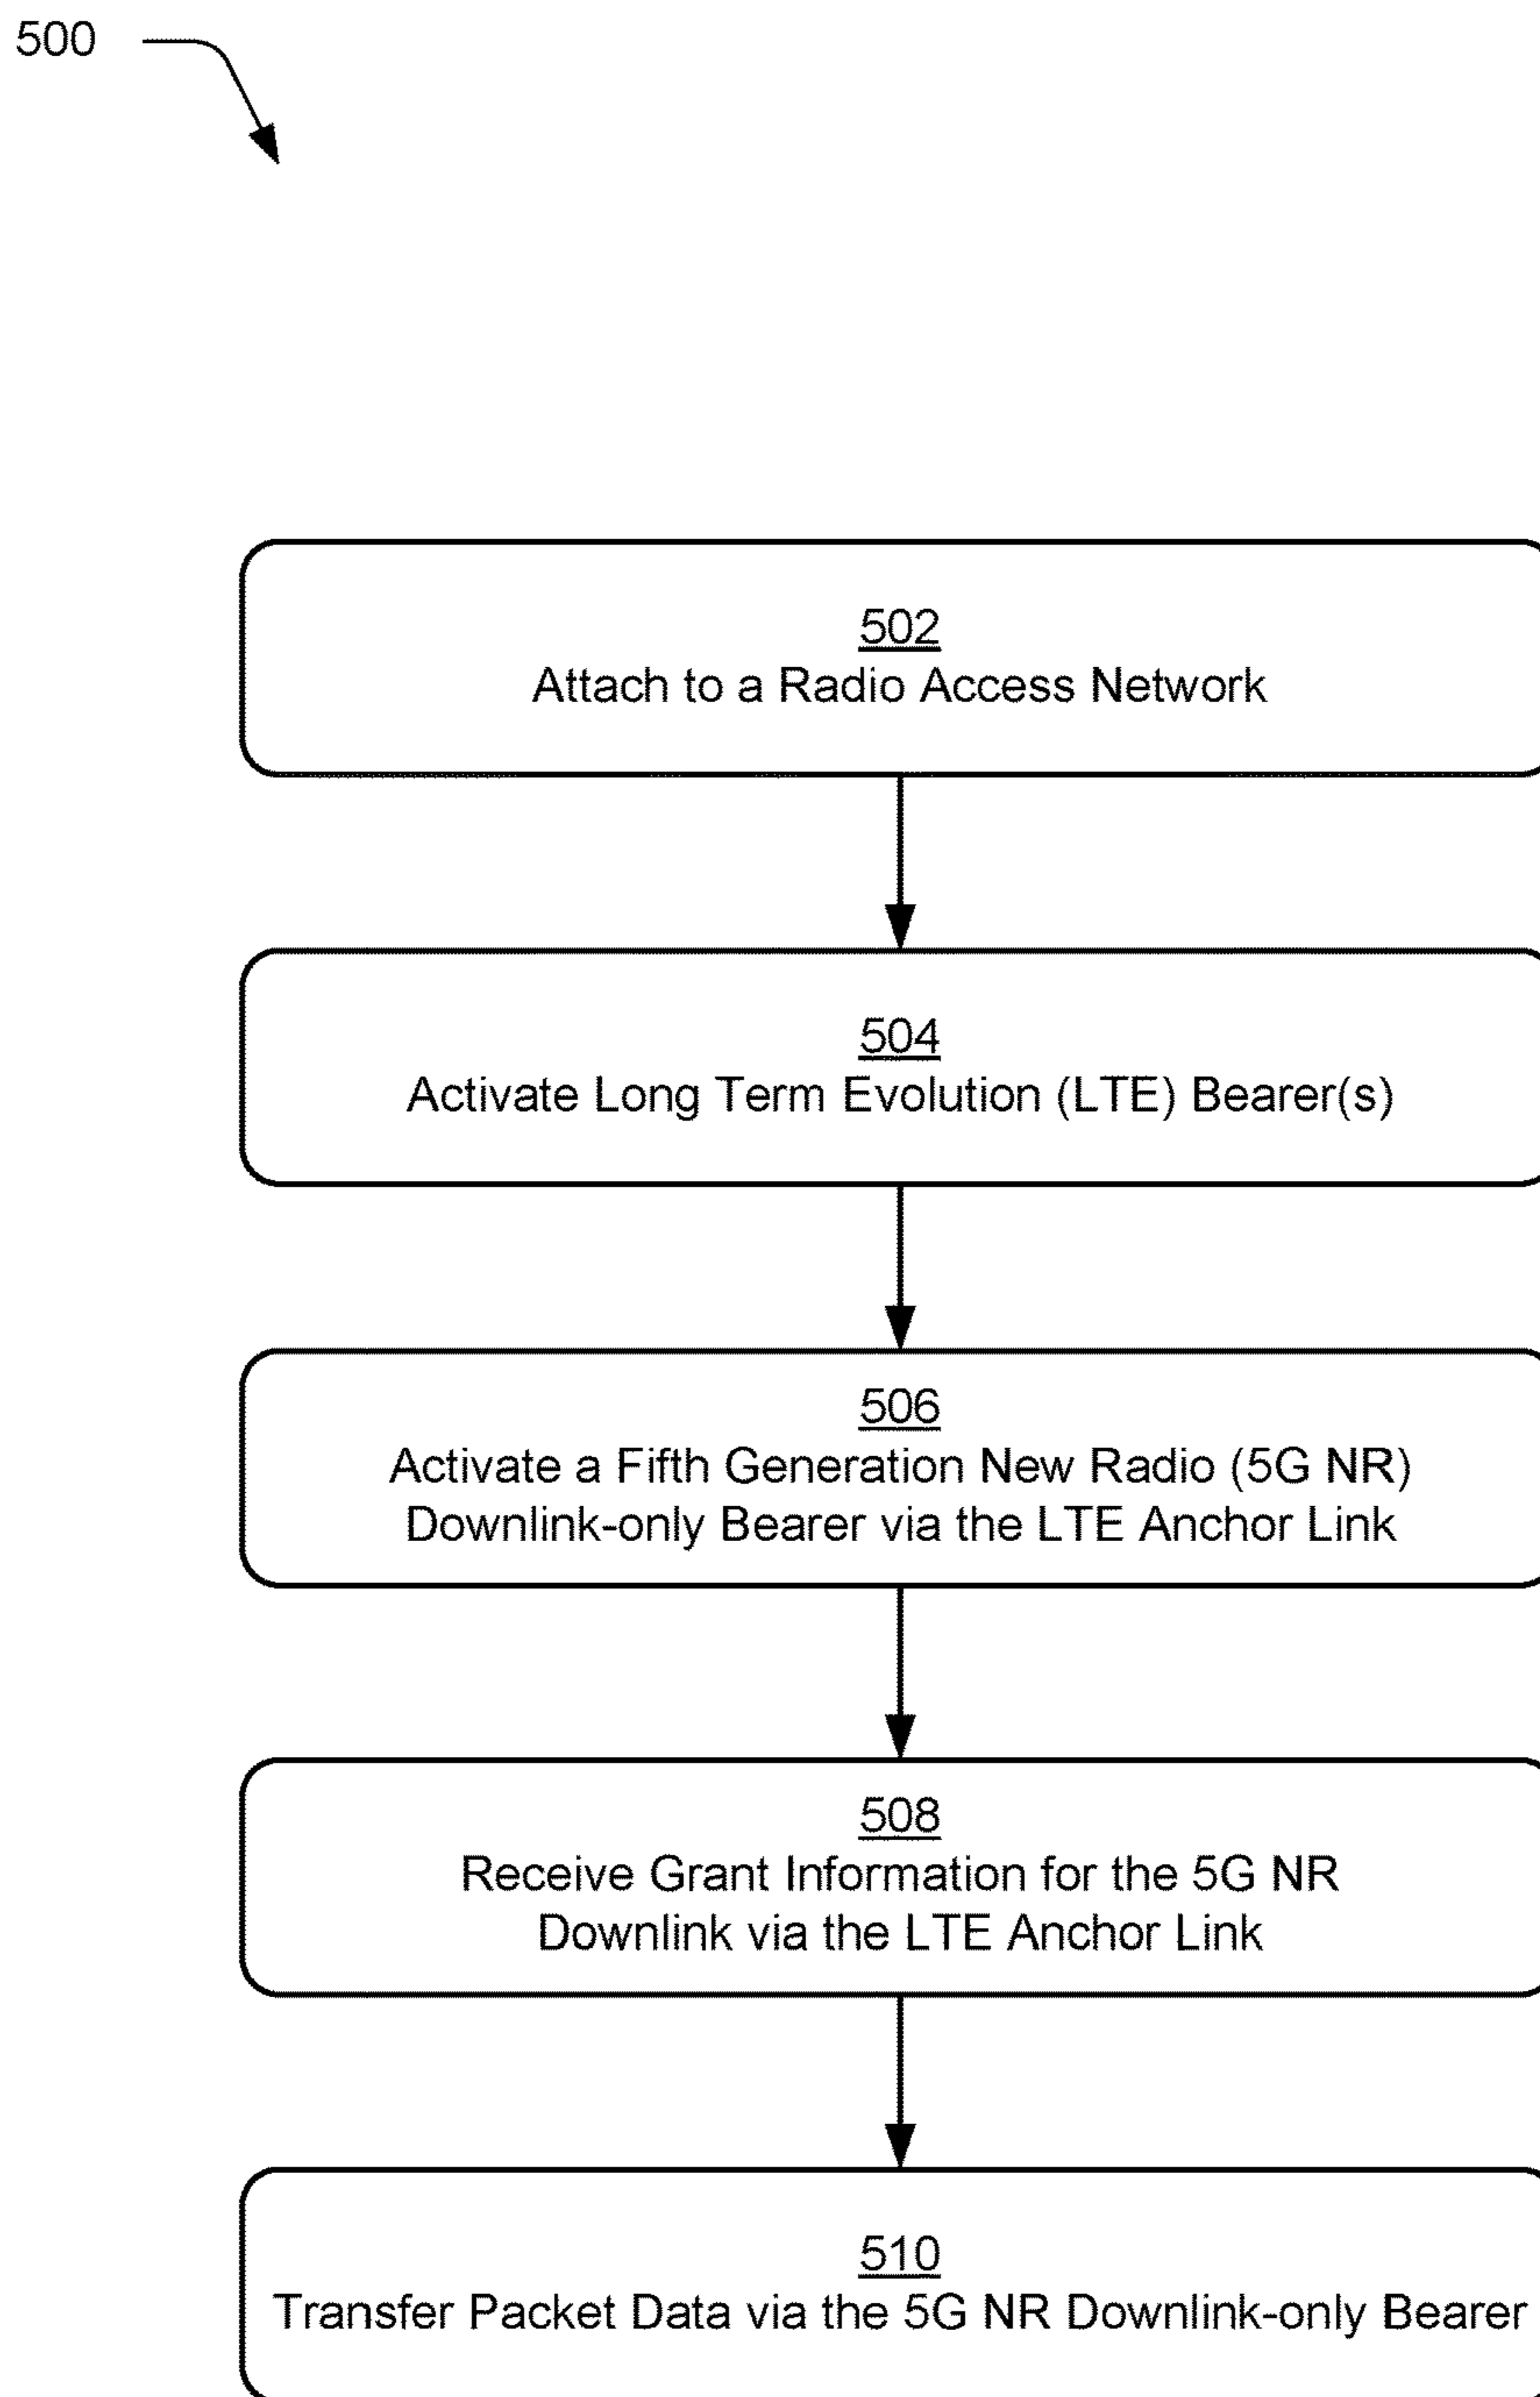 500
502
Attach to a Radio Access Network
504
Activate Long Term Evolution (LTE) Bearer(s)
506
Activate a Fifth Generation New Radio (5G NR)
Downlink-only Bearer via the LTE Anchor Link
508
Receive Grant Information for the 5G NR
Downlink via the LTE Anchor Link
510
Transfer Packet Data via the 5G NR Downlink-only Bearer